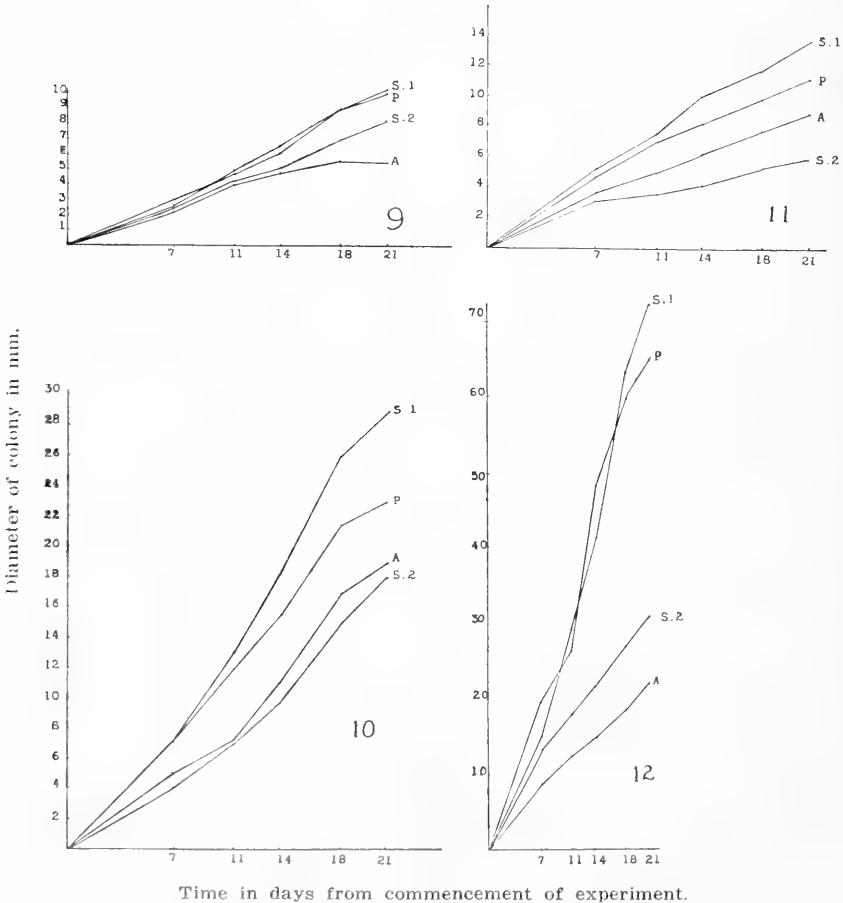 10
9
8
7
6
5
4
3
2
1
S.1
P
S.2
A
9
7 11 14 18 21
14
12
10
8
6
4
2
S.1
P
A
S.2
11
7 11 14 18 21
Diameter of colony in mm.
30
28
26
24
22
20
18
16
14
12
10
8
6
4
2
S 1
P
A
S.2
10
7 11 14 18 21
70
60
50
40
30
20
10
S.1
P
S.2
A
12
7 11 14 18 21
Time in days from commencement of experiment.